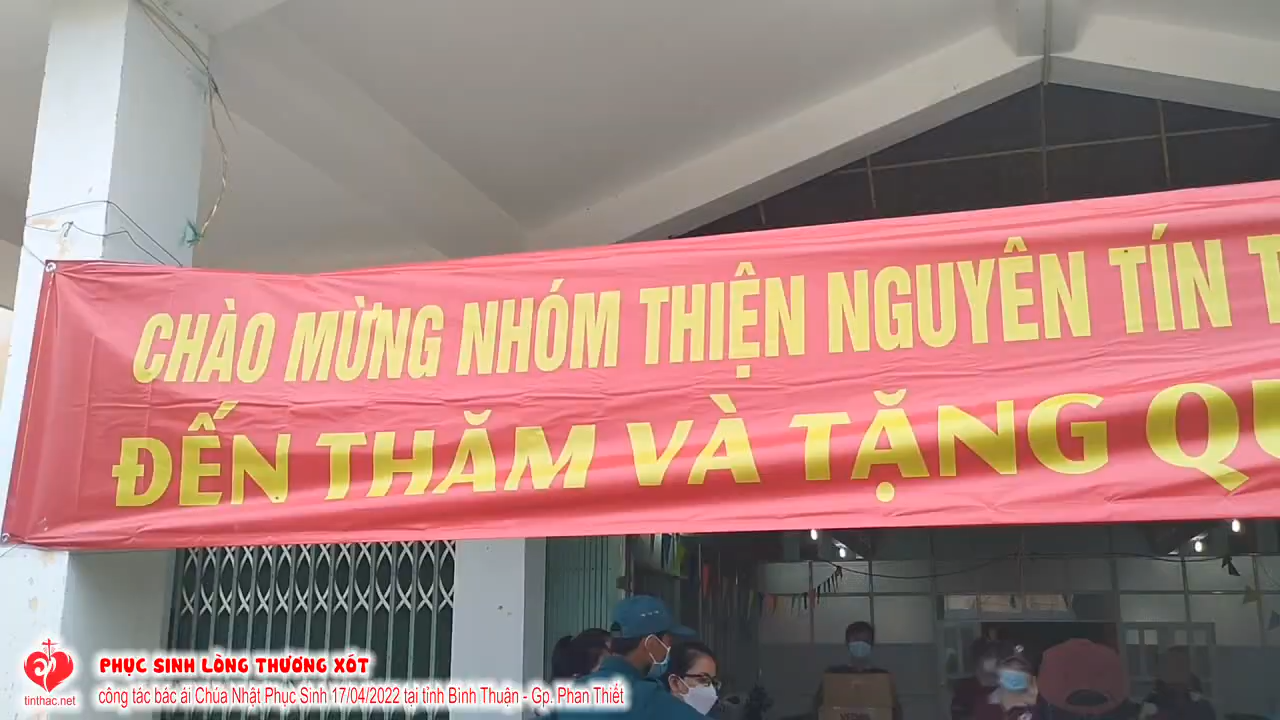 CHÀO MỪNG NHÓM THIỆN NGUYÊN TÍN
ĐẾN THĂM VÀ TẶNG
PHỤC SINH LÒNG THƯƠNG XÓT
công tác bác ái Chúa Nhật Phục Sinh 17/04/2022 tại tỉnh Bình Thuận - Gp. Phan Thiết
tinthac.net